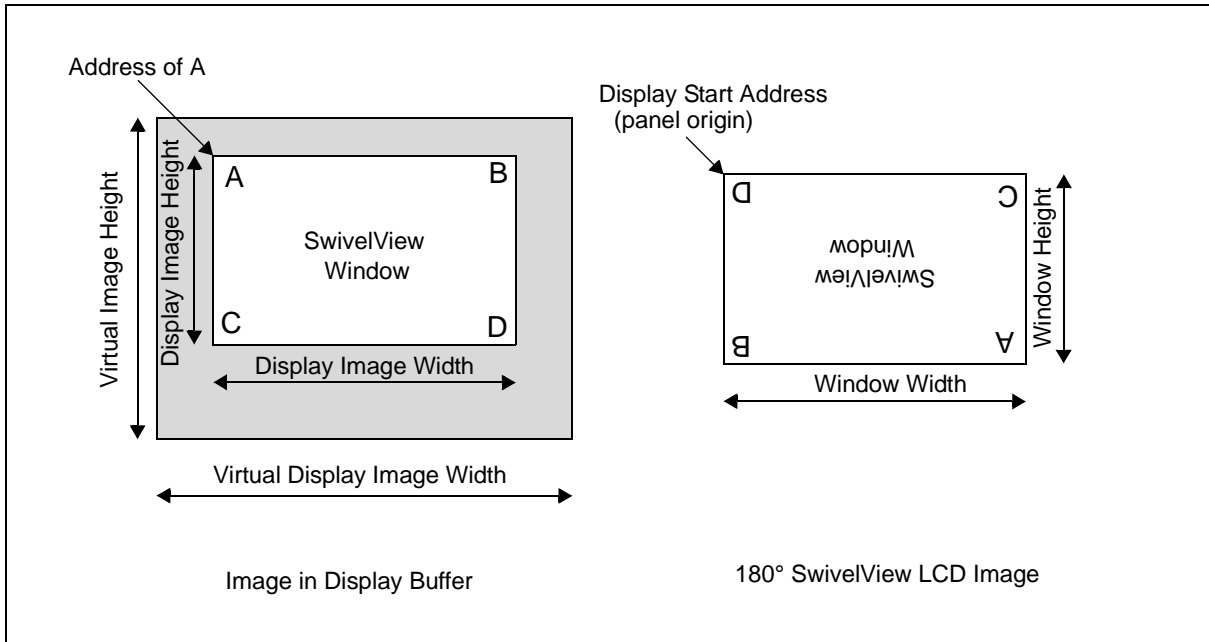 Address of A
Virtual Image Height
Display Image Height
A
B
SwivelView
Window
C
D
Display Image Width
Virtual Display Image Width
Image in Display Buffer
Display Start Address
(panel origin)
D
C
Window
SwivelView
B
A
Window Height
Window Width
180° SwivelView LCD Image